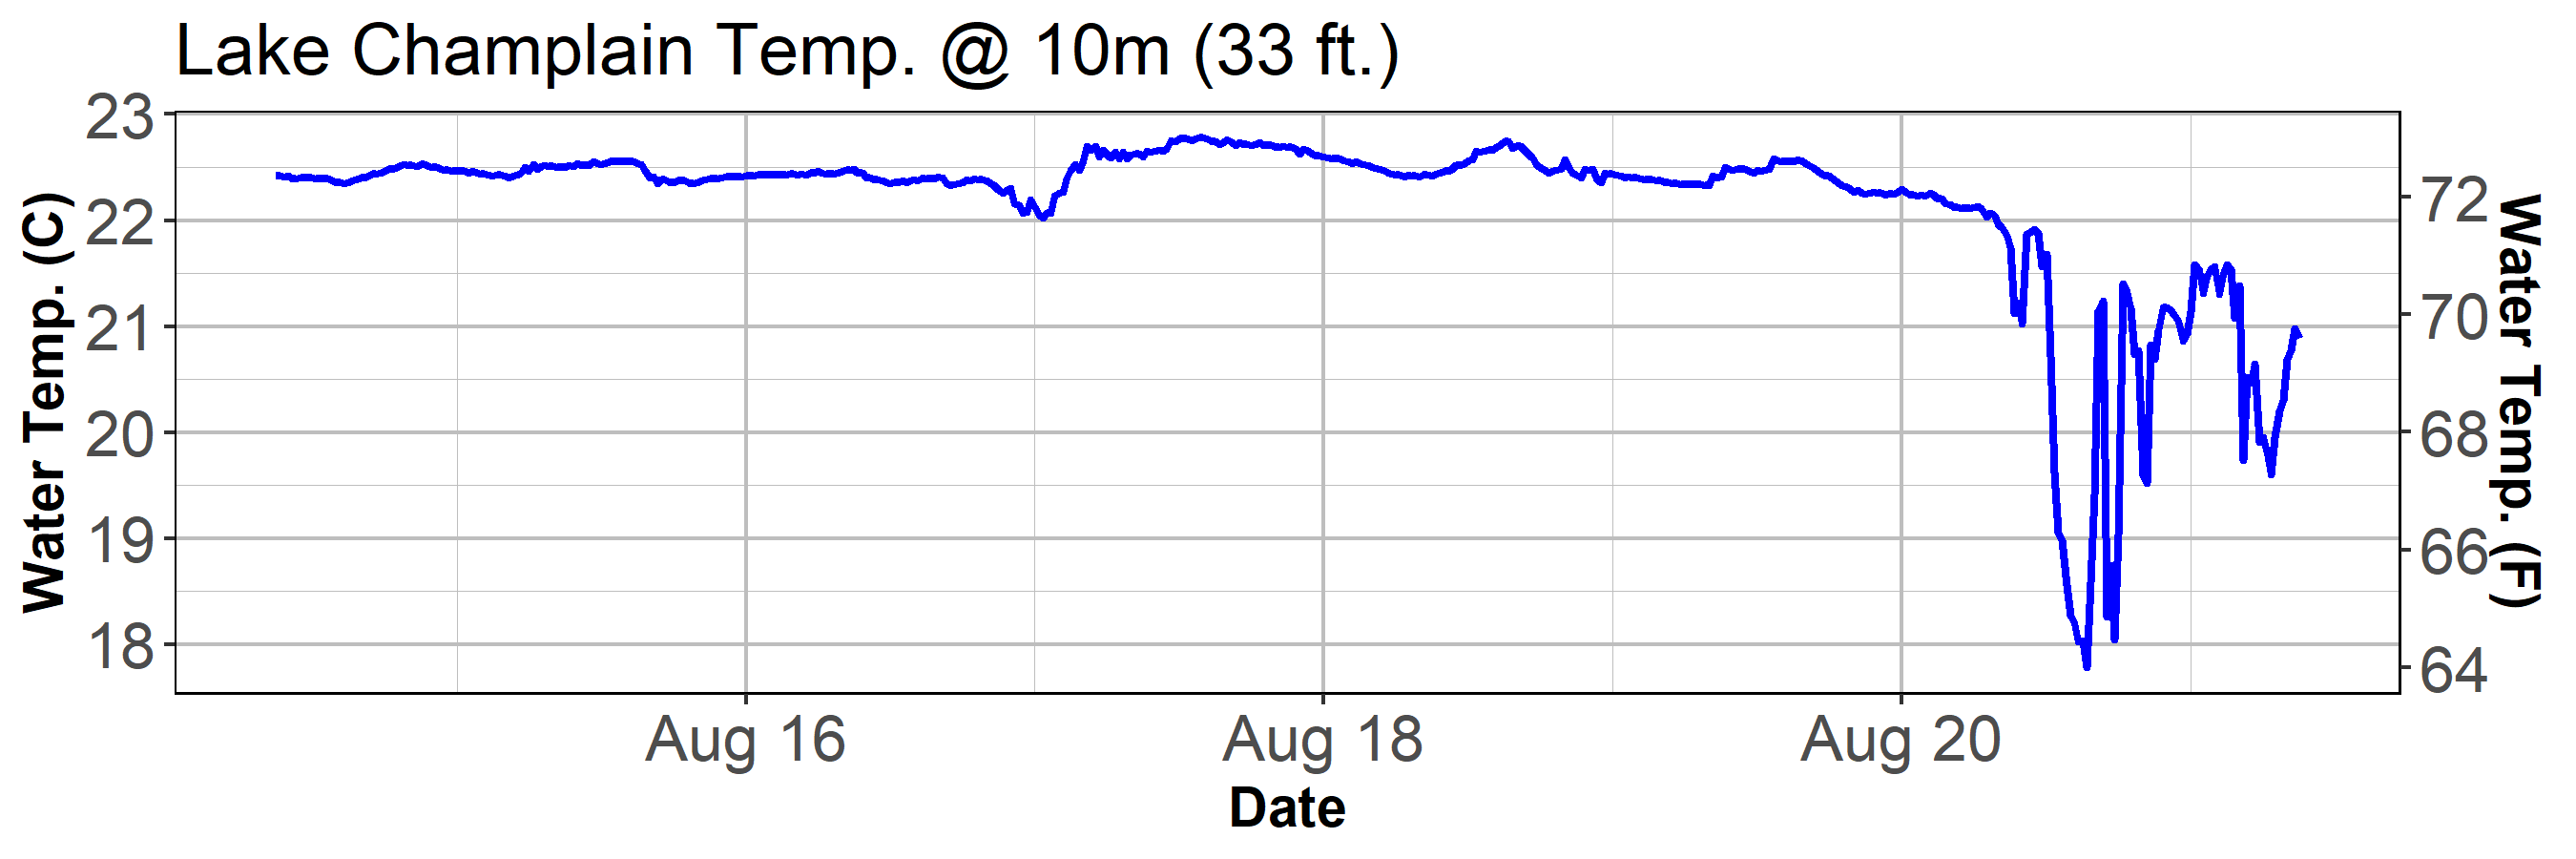 Lake Champlain Temp. @ 10m (33 ft.)
Water Temp. (C)
23
22
21
20
19
18
72
70
68
66
64
Water Temp. (F)
Aug 16 Aug 18 Aug 20
Date